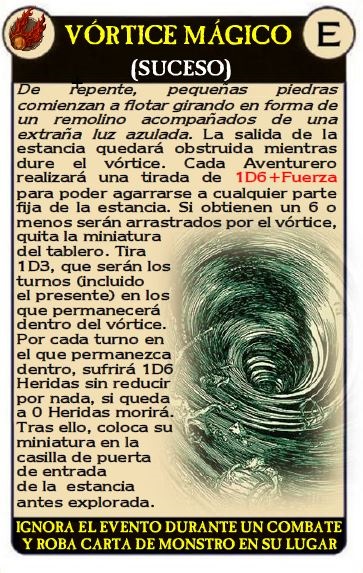 VÓRTICE MÁGICO
E
(SUCESO)
De repente, pequeñas piedras
comienzan a flotar girando en forma de
un remolino acompañados de una
extraña luz azulada. La salida de la
estancia quedará obstruida mientras
dure el vórtice. Cada Aventurero
realizará una tirada de 1D6+Fuerza
para poder agarrarse a cualquier parte
fija de la estancia. Si obtienen un 6 o
menos serán arrastrados por el vórtice,
quita la miniatura
del tablero. Tira
1D3, que serán los
turnos (incluido
el presente) en los
que permanecerá
dentro del vórtice.
Por cada turno en
el que permanezca
dentro, sufrirá 1D6
Heridas sin reducir
por nada, si queda
a 0 Heridas morirá.
Tras ello, coloca su
miniatura en la
casilla de puerta
de entrada
de la estancia
antes explorada.
IGNORA EL EVENTO DURANTE UN COMBATE
Y ROBA CARTA DE MONSTRO EN SU LUGAR